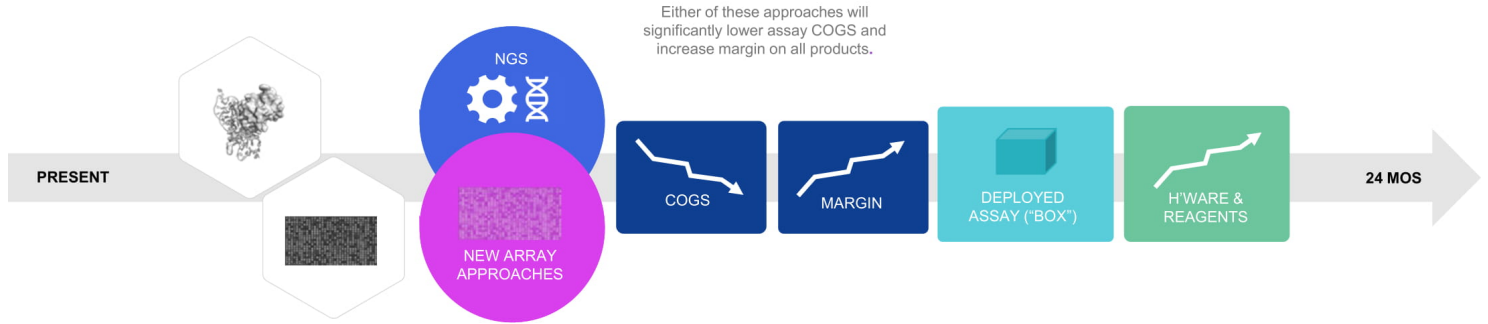 Either of these approaches will
significantly lower assay COGS and
increase margin on all products.
PRESENT
NGS
NEW ARRAY
APPROACHES
COGS
MARGIN
DEPLOYED
ASSAY (“BOX”)
H’WARE &
REAGENTS
24 MOS